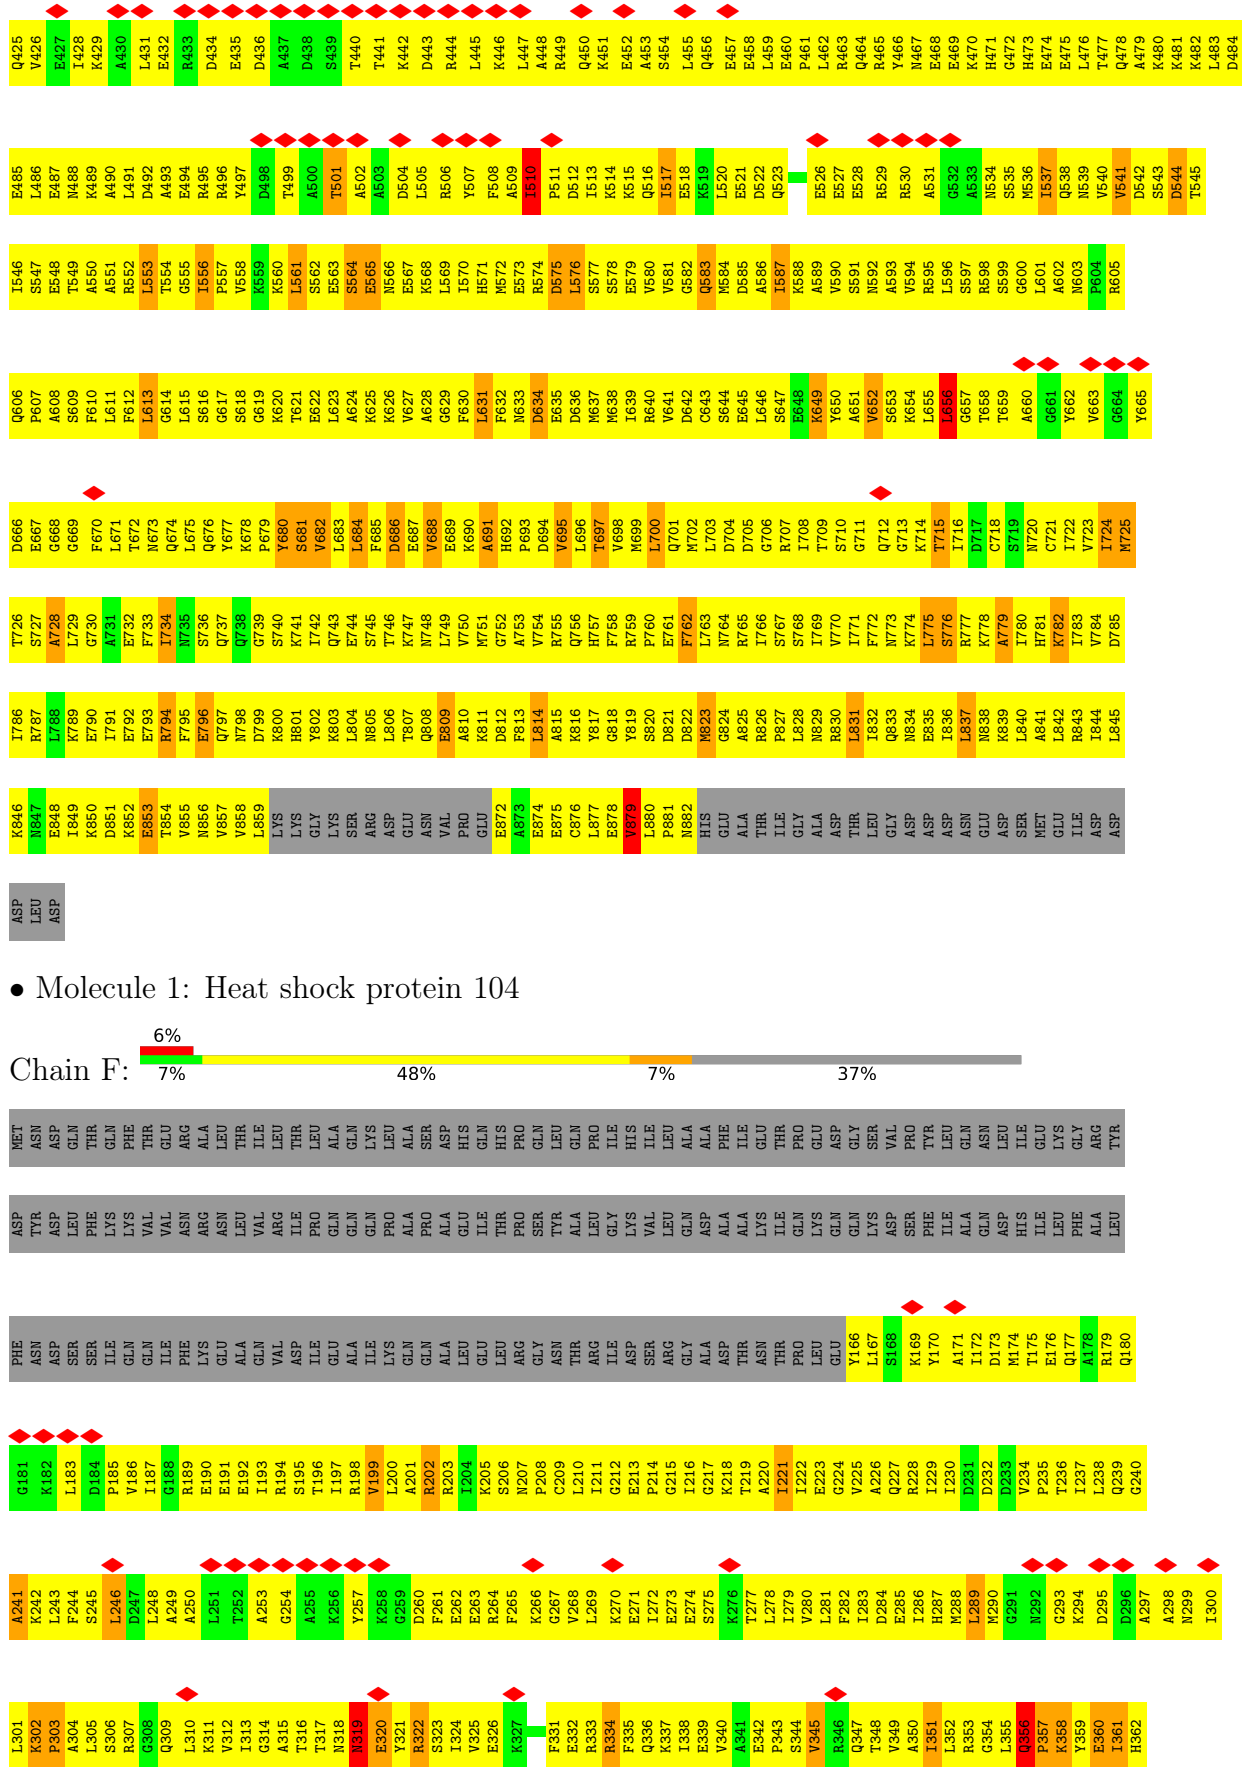 Q425 V426 E427 I428 K429 A430 L431 E432 R433 D434 E435 D436 A437 D438 S439 T440 T441 K442 D443 R444 L445 K446 L447 A448 R449 Q450 K451 E452 A453 S454 L455 Q456 E457 E458 L459 E460 P461 L462 R463 Q464 R465 Y466 N467 E468 E469 K470 H471 G472 H473 E474 E475 L476 T477 Q478 A479 K480 K481 K482 L483 D484
E485 L486 E487 N488 K489 A490 L491 D492 A493 E494 R495 R496 Y497 D498 T499 A500 T501 A502 A503 D504 L505 R506 Y507 F508 A509 I510 P511 D512 I513 K514 K515 Q516 I517 E518 K519 L520 E521 D522 Q523 E526 E527 E528 R529 R530 A531 G532 A533 N534 S535 M536 I537 Q538 N539 V540 V541 D542 S543 D544 T545
I546 S547 E548 T549 A550 A551 R552 L553 T554 G555 I556 P557 V558 K559 K560 L561 S562 E563 S564 E565 N566 E567 K568 L569 I570 H571 M572 E573 R574 D575 L576 S577 S578 E579 V580 V581 G582 Q583 M584 D585 A586 I587 K588 A589 V590 S591 N592 A593 V594 R595 L596 S597 R598 S599 G600 L601 A602 N603 P604 R605
Q606 P607 A608 S609 F610 L611 F612 L613 G614 L615 S616 G617 S618 G619 K620 T621 E622 L623 A624 K625 K626 V627 A628 G629 F630 L631 F632 N633 D634 E635 D636 M637 M638 I639 R640 V641 D642 C643 S644 E645 L646 S647 E648 K649 Y650 A651 V652 S653 K654 L655 L656 G657 T658 T659 A660 G661 Y662 V663 G664 Y665
D666 E667 G668 G669 F670 L671 T672 N673 Q674 L675 Q676 Y677 K678 P679 Y680 S681 V682 L683 L684 F685 D686 E687 V688 E689 K690 A691 H692 P693 D694 V695 L696 T697 V698 M699 L700 Q701 M702 L703 D704 D705 G706 R707 I708 T709 S710 G711 Q712 G713 K714 T715 I716 D717 C718 S719 N720 C721 I722 V723 I724 M725
T726 S727 A728 L729 G730 A731 E732 F733 I734 N735 S736 Q737 Q738 G739 S740 K741 I742 Q743 E744 S745 T746 K747 N748 L749 V750 M751 G752 A753 V754 R755 Q756 H757 F758 R759 P760 E761 F762 L763 N764 R765 I766 S767 S768 I769 V770 I771 F772 N773 K774 L775 S776 R777 K778 A779 I780 H781 K782 I783 V784 D785
I786 R787 L788 K789 E790 I791 E792 E793 R794 F795 E796 Q797 N798 D799 K800 H801 Y802 K803 L804 N805 L806 T807 Q808 E809 A810 K811 D812 F813 L814 A815 K816 Y817 G818 Y819 S820 D821 D822 M823 G824 A825 R826 P827 L828 N829 R830 L831 I832 Q833 N834 E835 I836 L837 N838 K839 L840 A841 L842 R843 I844 L845
K846 N847 E848 I849 K850 D851 K852 E853 T854 V855 N856 V857 V858 L859 LYS LYS GLY LYS SER ARG ASP GLU ASN VAL PRO GLU E872 A873 E874 E875 C876 L877 E878 V879 L880 P881 N882 HIS GLU ALA THR ILE GLY ALA ASP THR LEU GLY ASP ASP ASP ASN GLU ASP SER MET GLU ILE ASP ASP
ASP LEU ASP
• Molecule 1: Heat shock protein 104
Chain F: 6% 7% 48% 7% 37%
MET ASN ASP GLN THR GLN PHE THR GLU ARG ALA LEU THR ILE LEU THR LEU ALA GLN LYS LEU ALA SER ASP HIS GLN HIS PRO GLN LEU GLN PRO ILE HIS ILE LEU ALA ALA PHE ILE GLU THR PRO GLU ASP GLY SER VAL PRO TYR LEU GLN ASN LEU ILE GLU LYS GLY ARG TYR
ASP TYR ASP LEU PHE LYS LYS VAL VAL ASN ARG ASN LEU VAL ARG ILE PRO GLN GLN GLN PRO ALA PRO ALA GLU ILE THR PRO SER TYR ALA LEU GLY LYS VAL LEU GLN ASP ALA ALA LYS ILE GLN LYS GLN GLN LYS ASP SER PHE ILE ALA GLN ASP HIS ILE LEU PHE ALA LEU
PHE ASN ASP SER SER ILE GLN GLN ILE PHE LYS GLU ALA GLN VAL ASP ILE GLU ALA ILE LYS GLN GLN ALA LEU GLU LEU ARG GLY ASN THR ARG ILE ASP SER ARG GLY ALA ASP THR ASN THR PRO LEU GLU Y166 L167 S168 K169 Y170 A171 I172 D173 M174 T175 E176 Q177 A178 R179 Q180
G181 K182 L183 D184 P185 V186 I187 G188 R189 E190 E191 E192 I193 R194 S195 T196 I197 R198 V199 L200 A201 R202 R203 I204 K205 S206 N207 P208 C209 L210 I211 G212 E213 P214 G215 I216 G217 K218 T219 A220 I221 I222 E223 G224 V225 A226 Q227 R228 I229 I230 D231 D232 D233 V234 P235 T236 I237 L238 Q239 G240
A241 K242 L243 F244 S245 L246 D247 L248 A249 A250 L251 T252 A253 G254 A255 K256 Y257 K258 G259 D260 F261 E262 E263 R264 F265 K266 G267 V268 L269 K270 E271 I272 E273 E274 S275 K276 T277 L278 I279 V280 L281 F282 I283 D284 E285 I286 H287 M288 L289 M290 G291 N292 G293 K294 D295 D296 A297 A298 N299 I300
L301 K302 P303 A304 L305 S306 R307 G308 Q309 L310 K311 V312 I313 G314 A315 T316 T317 N318 N319 E320 Y321 R322 S323 I324 V325 E326 K327 F331 E332 R333 R334 F335 Q336 K337 I338 E339 V340 A341 E342 P343 S344 V345 R346 Q347 T348 V349 A350 I351 L352 R353 G354 L355 Q356 P357 K358 Y359 E360 I361 H362